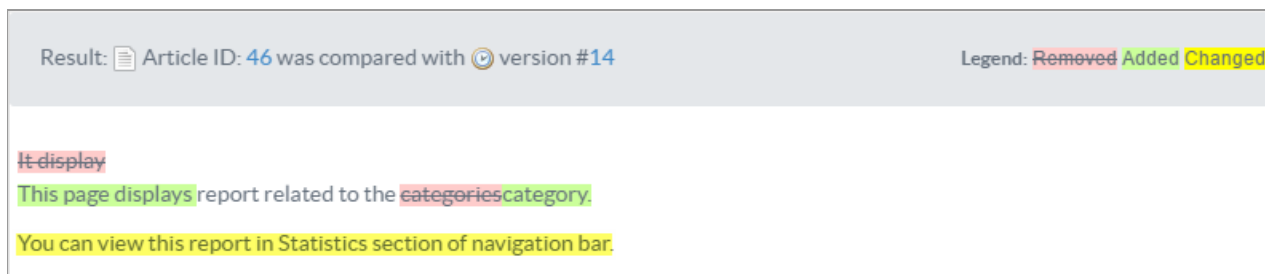 Result: Article ID: 46 was compared with version #14
Legend: Removed Added Changed
It display
This page displays report related to the categoriescategory.
You can view this report in Statistics section of navigation bar.